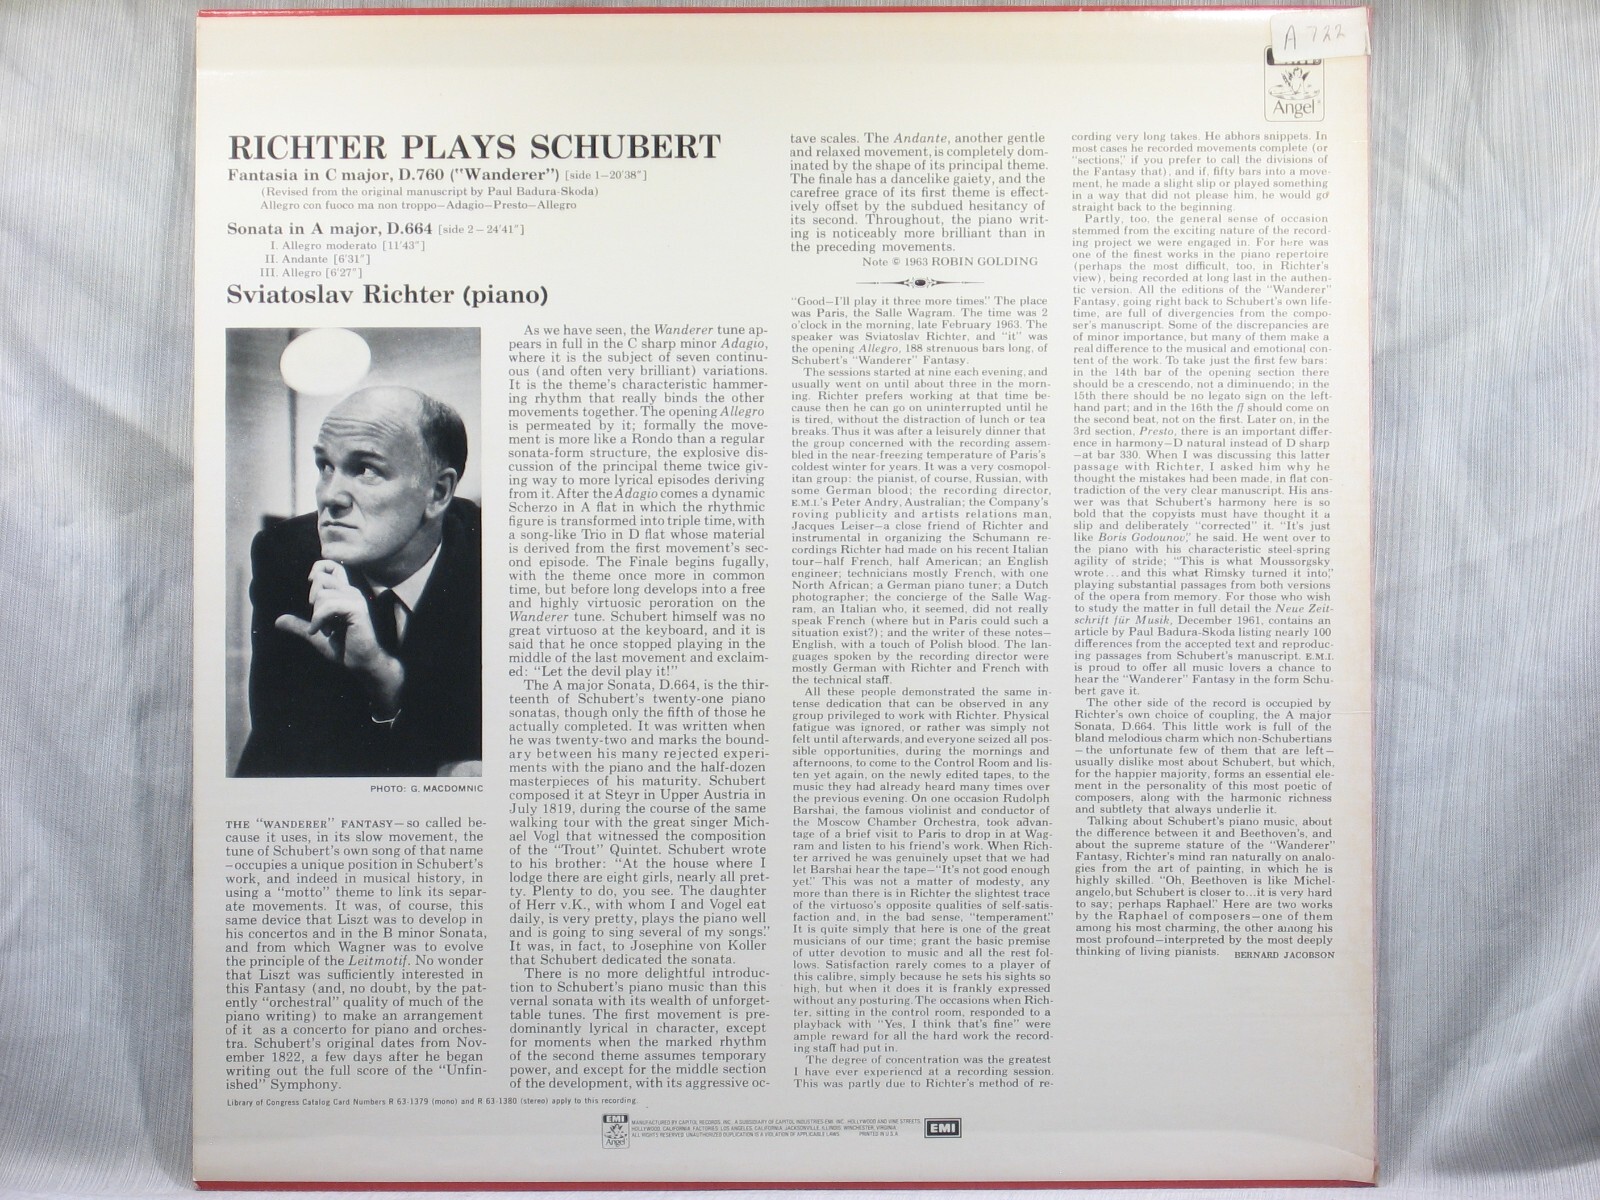 A 722
Angel
RICHTER PLAYS SCHUBERT
Fantasia in C major, D.760 ("Wanderer") [side 1–20'38"]
(Revised from the original manuscript by Paul Badura-Skoda)
Allegro con fuoco ma non troppo–Adagio–Presto–Allegro
Sonata in A major, D.664 [side 2 – 24'41"]
I. Allegro moderato [11'43"]
II. Andante [6'31"]
III. Allegro [6'27"]
Sviatoslav Richter (piano)
PHOTO: G. MACDOMNIC
THE "WANDERER" FANTASY—so called be-
cause it uses, in its slow movement, the
tune of Schubert's own song of that name
–occupies a unique position in Schubert's
work, and indeed in musical history, in
using a "motto" theme to link its separ-
ate movements. It was, of course, this
same device that Liszt was to develop in
his concertos and in the B minor Sonata,
and from which Wagner was to evolve
the principle of the Leitmotif. No wonder
that Liszt was sufficiently interested in
this Fantasy (and, no doubt, by the pat-
ently "orchestral" quality of much of the
piano writing) to make an arrangement
of it as a concerto for piano and orches-
tra. Schubert's original dates from Nov-
ember 1822, a few days after he began
writing out the full score of the "Unfin-
ished" Symphony.
As we have seen, the Wanderer tune ap-
pears in full in the C sharp minor Adagio,
where it is the subject of seven continu-
ous (and often very brilliant) variations.
It is the theme's characteristic hammer-
ing rhythm that really binds the other
movements together. The opening Allegro
is permeated by it; formally the move-
ment is more like a Rondo than a regular
sonata-form structure, the explosive dis-
cussion of the principal theme twice giv-
ing way to more lyrical episodes deriving
from it. After the Adagio comes a dynamic
Scherzo in A flat in which the rhythmic
figure is transformed into triple time, with
a song-like Trio in D flat whose material
is derived from the first movement's sec-
ond episode. The Finale begins fugally,
with the theme once more in common
time, but before long develops into a free
and highly virtuosic peroration on the
Wanderer tune. Schubert himself was no
great virtuoso at the keyboard, and it is
said that he once stopped playing in the
middle of the last movement and exclaim-
ed: "Let the devil play it!"
The A major Sonata, D.664, is the thir-
teenth of Schubert's twenty-one piano
sonatas, though only the fifth of those he
actually completed. It was written when
he was twenty-two and marks the bound-
ary between his many rejected experi-
ments with the piano and the half-dozen
masterpieces of his maturity. Schubert
composed it at Steyr in Upper Austria in
July 1819, during the course of the same
walking tour with the great singer Mich-
ael Vogl that witnessed the composition
of the "Trout" Quintet. Schubert wrote
to his brother: "At the house where I
lodge there are eight girls, nearly all pret-
ty. Plenty to do, you see. The daughter
of Herr v.K., with whom I and Vogel eat
daily, is very pretty, plays the piano well
and is going to sing several of my songs."
It was, in fact, to Josephine von Koller
that Schubert dedicated the sonata.
There is no more delightful introduc-
tion to Schubert's piano music than this
vernal sonata with its wealth of unforget-
table tunes. The first movement is pre-
dominantly lyrical in character, except
for moments when the marked rhythm
of the second theme assumes temporary
power, and except for the middle section
of the development, with its aggressive oc-
tave scales. The Andante, another gentle
and relaxed movement, is completely dom-
inated by the shape of its principal theme.
The finale has a dancelike gaiety, and the
carefree grace of its first theme is effect-
ively offset by the subdued hesitancy of
its second. Throughout, the piano writ-
ing is noticeably more brilliant than in
the preceding movements.
Note © 1963 ROBIN GOLDING
"Good—I'll play it three more times." The place
was Paris, the Salle Wagram. The time was 2
o'clock in the morning, late February 1963. The
speaker was Sviatoslav Richter, and "it" was
the opening Allegro, 188 strenuous bars long, of
Schubert's "Wanderer" Fantasy.
The sessions started at nine each evening, and
usually went on until about three in the morn-
ing. Richter prefers working at that time be-
cause then he can go on uninterrupted until he
is tired, without the distraction of lunch or tea
breaks. Thus it was after a leisurely dinner that
the group concerned with the recording assem-
bled in the near-freezing temperature of Paris's
coldest winter for years. It was a very cosmopol-
itan group: the pianist, of course, Russian, with
some German blood; the recording director,
E.M.I.'s Peter Andry, Australian; the Company's
roving publicity and artists relations man,
Jacques Leiser—a close friend of Richter and
instrumental in organizing the Schumann re-
cordings Richter had made on his recent Italian
tour—half French, half American; an English
engineer; technicians mostly French, with one
North African; a German piano tuner; a Dutch
photographer; the concierge of the Salle Wag-
ram, an Italian who, it seemed, did not really
speak French (where but in Paris could such a
situation exist?); and the writer of these notes—
English, with a touch of Polish blood. The lan-
guages spoken by the recording director were
mostly German with Richter and French with
the technical staff.
All these people demonstrated the same in-
tense dedication that can be observed in any
group privileged to work with Richter. Physical
fatigue was ignored, or rather was simply not
felt until afterwards, and everyone seized all pos-
sible opportunities, during the mornings and
afternoons, to come to the Control Room and lis-
ten yet again, on the newly edited tapes, to the
music they had already heard many times over
the previous evening. On one occasion Rudolph
Barshai, the famous violinist and conductor of
the Moscow Chamber Orchestra, took advan-
tage of a brief visit to Paris to drop in at Wag-
ram and listen to his friend's work. When Rich-
ter arrived he was genuinely upset that we had
let Barshai hear the tape—"It's not good enough
yet." This was not a matter of modesty, any
more than there is in Richter the slightest trace
of the virtuoso's opposite qualities of self-satis-
faction and, in the bad sense, "temperament."
It is quite simply that here is one of the great
musicians of our time; grant the basic premise
of utter devotion to music and all the rest fol-
lows. Satisfaction rarely comes to a player of
this calibre, simply because he sets his sights so
high, but when it does it is frankly expressed
without any posturing. The occasions when Rich-
ter, sitting in the control room, responded to a
playback with "Yes, I think that's fine" were
ample reward for all the hard work the record-
ing staff had put in.
The degree of concentration was the greatest
I have ever experiencd at a recording session.
This was partly due to Richter's method of re-
cording very long takes. He abhors snippets. In
most cases he recorded movements complete (or
"sections," if you prefer to call the divisions of
the Fantasy that), and if, fifty bars into a move-
ment, he made a slight slip or played something
in a way that did not please him, he would go
straight back to the beginning.
Partly, too, the general sense of occasion
stemmed from the exciting nature of the record-
ing project we were engaged in. For here was
one of the finest works in the piano repertoire
(perhaps the most difficult, too, in Richter's
view), being recorded at long last in the authen-
tic version. All the editions of the "Wanderer"
Fantasy, going right back to Schubert's own life-
time, are full of divergencies from the compo-
ser's manuscript. Some of the discrepancies are
of minor importance, but many of them make a
real difference to the musical and emotional con-
tent of the work. To take just the first few bars:
in the 14th bar of the opening section there
should be a crescendo, not a diminuendo; in the
15th there should be no legato sign on the left-
hand part; and in the 16th the ff should come on
the second beat, not on the first. Later on, in the
3rd section, Presto, there is an important differ-
ence in harmony—D natural instead of D sharp
—at bar 330. When I was discussing this latter
passage with Richter, I asked him why he
thought the mistakes had been made, in flat con-
tradiction of the very clear manuscript. His ans-
wer was that Schubert's harmony here is so
bold that the copyists must have thought it a
slip and deliberately "corrected" it. "It's just
like Boris Godounov," he said. He went over to
the piano with his characteristic steel-spring
agility of stride; "This is what Moussorgsky
wrote...and this what Rimsky turned it into,"
playing substantial passages from both versions
of the opera from memory. For those who wish
to study the matter in full detail the Neue Zeit-
schrift für Musik, December 1961, contains an
article by Paul Badura-Skoda listing nearly 100
differences from the accepted text and reproduc-
ing passages from Schubert's manuscript. E.M.I.
is proud to offer all music lovers a chance to
hear the "Wanderer" Fantasy in the form Schu-
bert gave it.
The other side of the record is occupied by
Richter's own choice of coupling, the A major
Sonata, D.664. This little work is full of the
bland melodious charm which non-Schubertians
—the unfortunate few of them that are left—
usually dislike most about Schubert, but which,
for the happier majority, forms an essential ele-
ment in the personality of this most poetic of
composers, along with the harmonic richness
and subtlety that always underlie it.
Talking about Schubert's piano music, about
the difference between it and Beethoven's, and
about the supreme stature of the "Wanderer"
Fantasy, Richter's mind ran naturally on analo-
gies from the art of painting, in which he is
highly skilled. "Oh, Beethoven is like Michel-
angelo, but Schubert is closer to...it is very hard
to say; perhaps Raphael." Here are two works
by the Raphael of composers—one of them
among his most charming, the other among his
most profound—interpreted by the most deeply
thinking of living pianists. BERNARD JACOBSON
Library of Congress Catalog Card Numbers R 63-1379 (mono) and R 63-1380 (stereo) apply to this recording.
EMI
Angel
MANUFACTURED BY CAPITOL RECORDS, INC., A SUBSIDIARY OF CAPITOL INDUSTRIES-EMI, INC., HOLLYWOOD AND VINE STREETS,
HOLLYWOOD, CALIFORNIA. FACTORIES: LOS ANGELES, CALIFORNIA; JACKSONVILLE, ILLINOIS; WINCHESTER, VIRGINIA.
ALL RIGHTS RESERVED. UNAUTHORIZED DUPLICATION IS A VIOLATION OF APPLICABLE LAWS. PRINTED IN U.S.A.
EMI